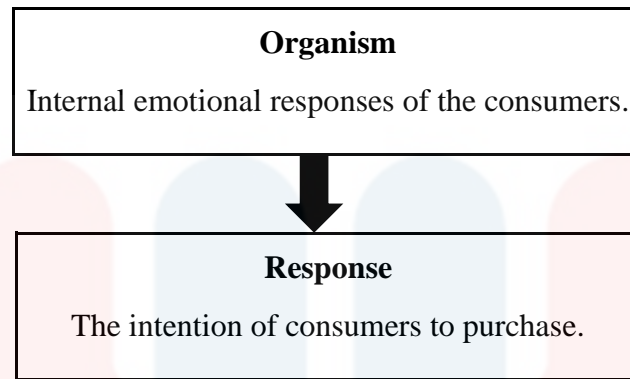 Organism
Internal emotional responses of the consumers.
Response
The intention of consumers to purchase.